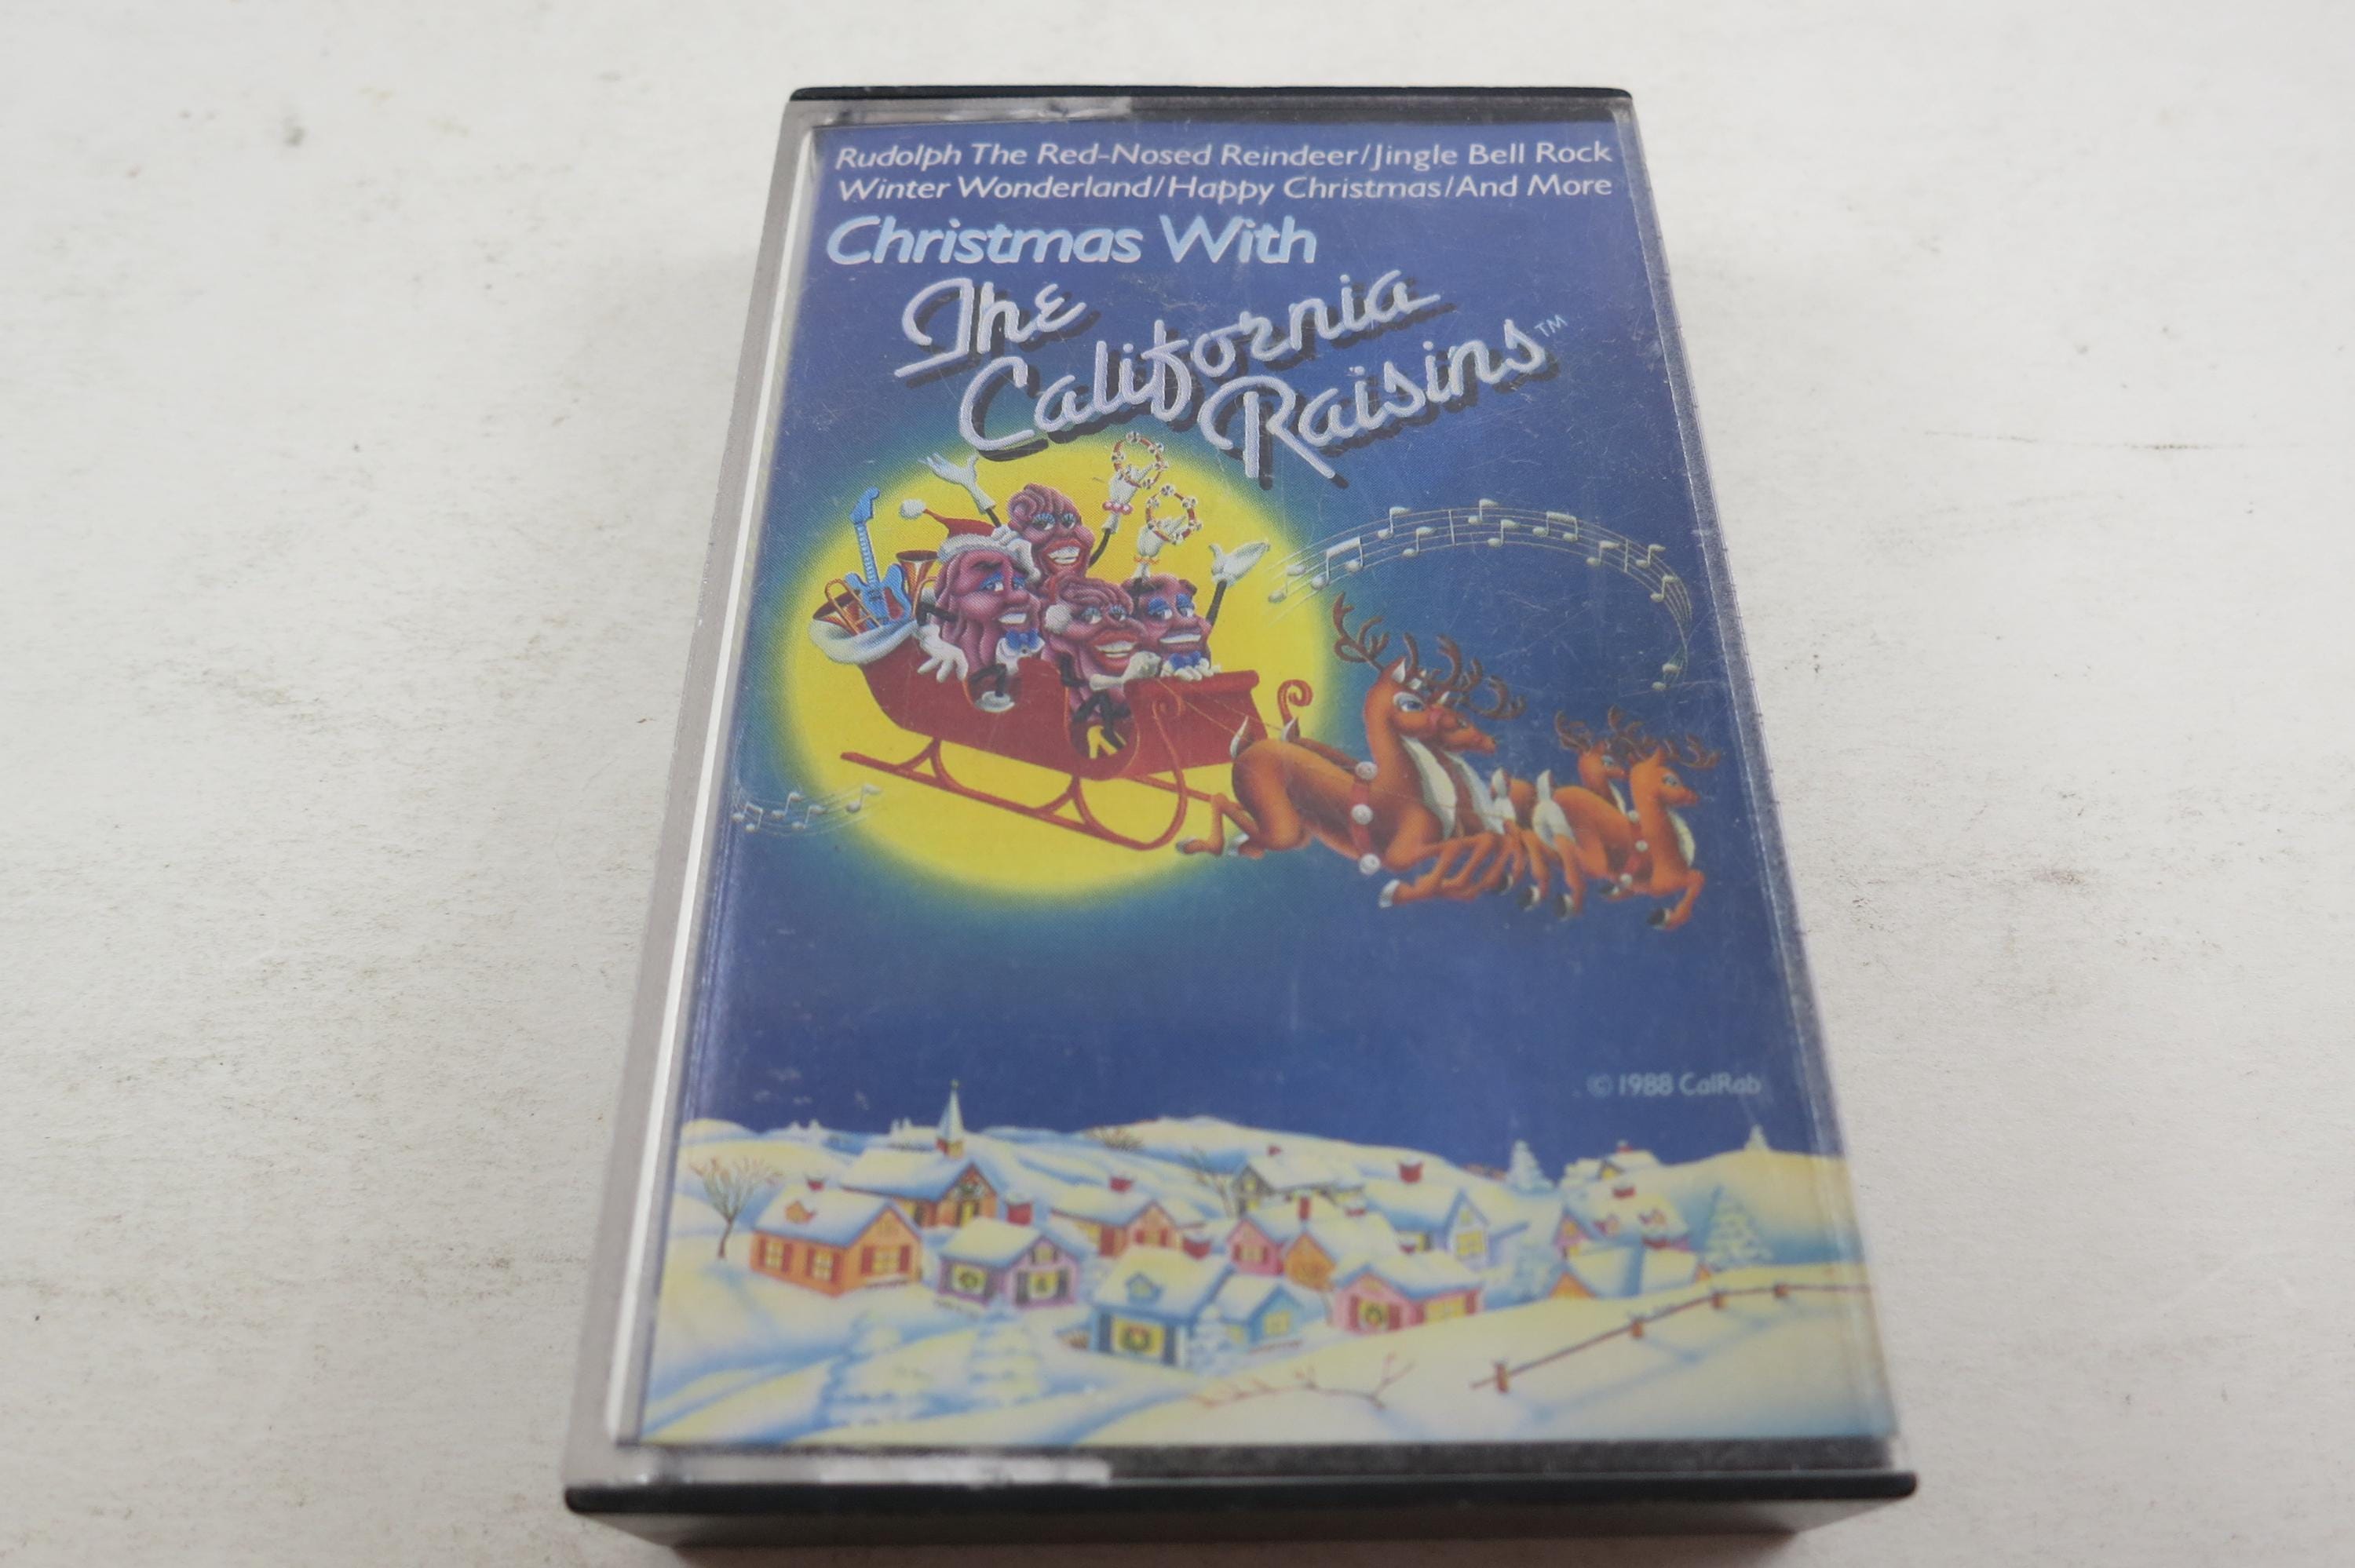 Rudolph The Red-Nosed Reindeer/Jingle Bell Rock
Winter Wonderland/Happy Christmas/And More
Christmas With
The
California
Raisins™
© 1988 CalRab